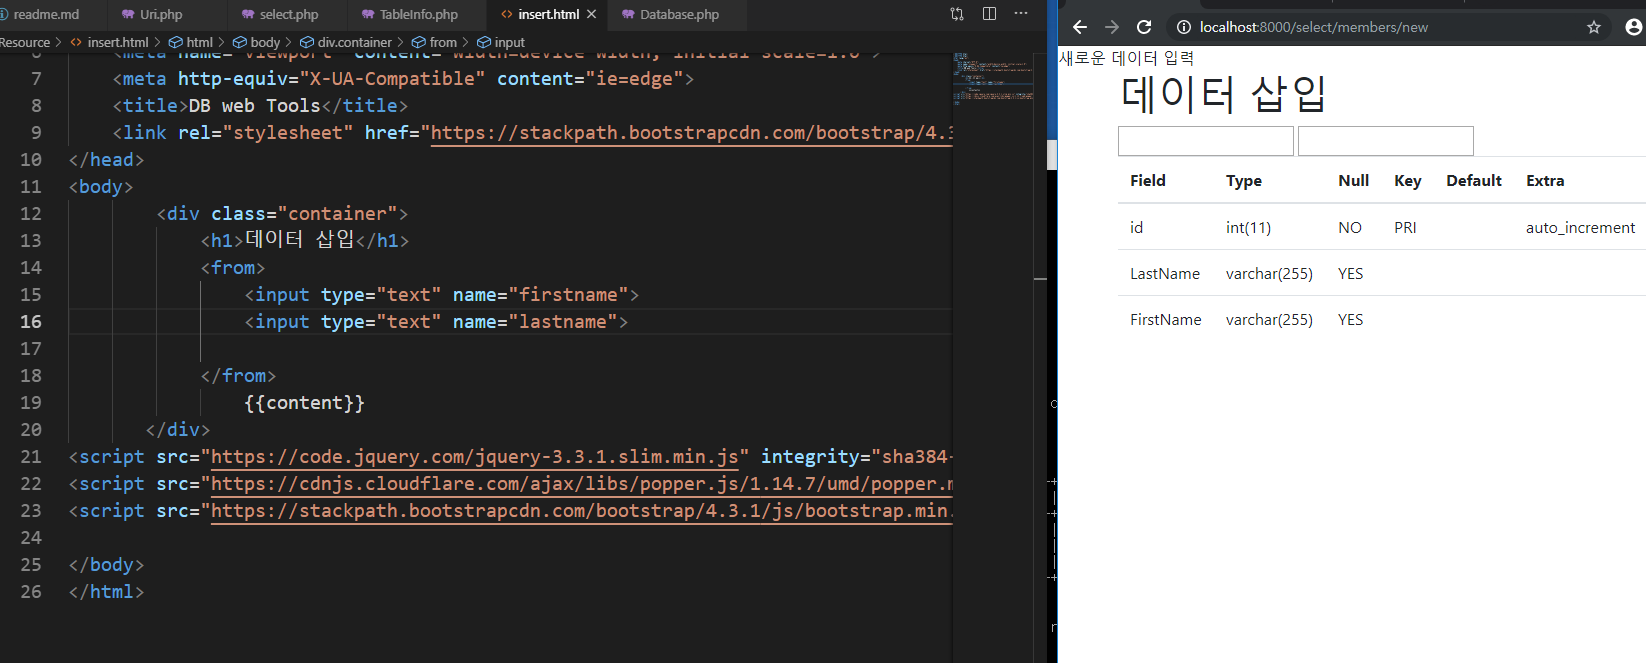 readme.md Uri.php select.php TableInfo.php insert.html Database.php
Resource > insert.html > html > body > div.container > from > input
7 <meta http-equiv="X-UA-Compatible" content="ie=edge">
8 <title>DB web Tools</title>
9 <link rel="stylesheet" href="https://stackpath.bootstrapcdn.com/bootstrap/4.3
10 </head>
11 <body>
12 <div class="container">
13 <h1>데이터 삽입</h1>
14 <from>
15 <input type="text" name="firstname">
16 <input type="text" name="lastname">
17
18 </from>
19 {{content}}
20 </div>
21 <script src="https://code.jquery.com/jquery-3.3.1.slim.min.js" integrity="sha384-
22 <script src="https://cdnjs.cloudflare.com/ajax/libs/popper.js/1.14.7/umd/popper.m
23 <script src="https://stackpath.bootstrapcdn.com/bootstrap/4.3.1/js/bootstrap.min.
24
25 </body>
26 </html>
localhost:8000/select/members/new
새로운 데이터 입력
데이터 삽입
Field Type Null Key Default Extra
id int(11) NO PRI auto_increment
LastName varchar(255) YES
FirstName varchar(255) YES